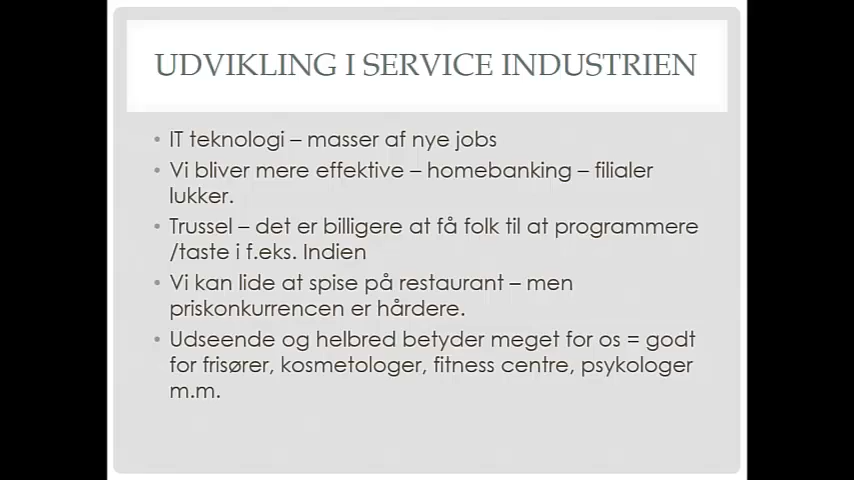 UDVIKLING I SERVICE INDUSTRIEN
• IT teknologi – masser af nye jobs
• Vi bliver mere effektive – homebanking – filialer
lukker.
• Trussel – det er billigere at få folk til at programmere
/taste i f.eks. Indien
• Vi kan lide at spise på restaurant – men
priskonkurrencen er hårdere.
• Udseende og helbred betyder meget for os = godt
for frisører, kosmetologer, fitness centre, psykologer
m.m.